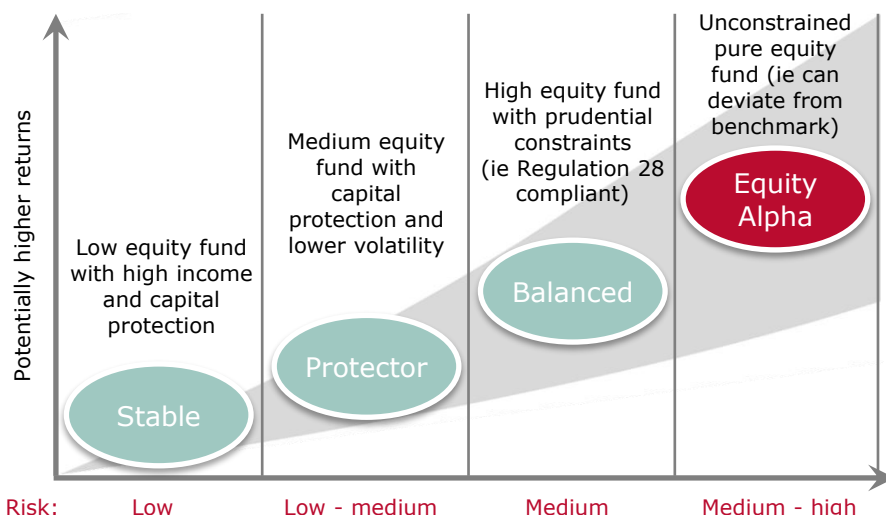 Potentially higher returns
Low equity fund
with high income
and capital
protection
Stable
Medium equity
fund with
capital
protection and
lower volatility
Protector
High equity fund
with prudential
constraints
(ie Regulation 28
compliant)
Balanced
Unconstrained
pure equity
fund (ie can
deviate from
benchmark)
Equity
Alpha
Risk: Low Low - medium Medium Medium - high